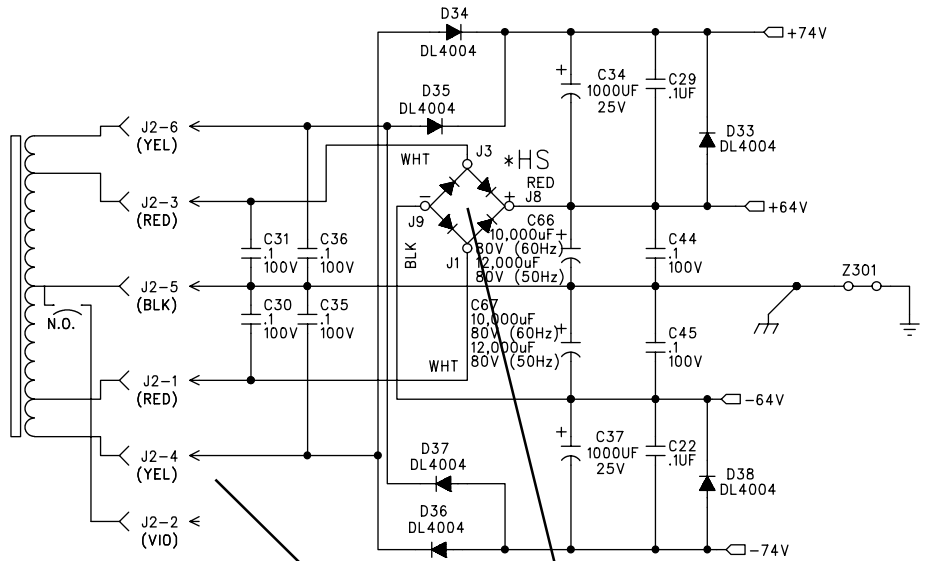 D34
DL4004
+74V
D35
DL4004
C34
1000UF
25V
+
C29
.1UF
D33
DL4004
J2-6
(YEL)
WHT
J3
*HS
RED
J8
+
+64V
J2-3
(RED)
J9
−
BLK
J1
C31
.1
100V
C36
.1
100V
C66
10,000uF
80V (60Hz)
12,000uF
80V (50Hz)
+
C44
.1
100V
J2-5
(BLK)
N.O.
Z301
C30
.1
100V
C35
.1
100V
C67
10,000uF
80V (60Hz)
12,000uF
80V (50Hz)
+
C45
.1
100V
WHT
J2-1
(RED)
-64V
J2-4
(YEL)
D37
DL4004
+
C37
1000UF
25V
C22
.1UF
D38
DL4004
D36
DL4004
J2-2
(VIO)
-74V